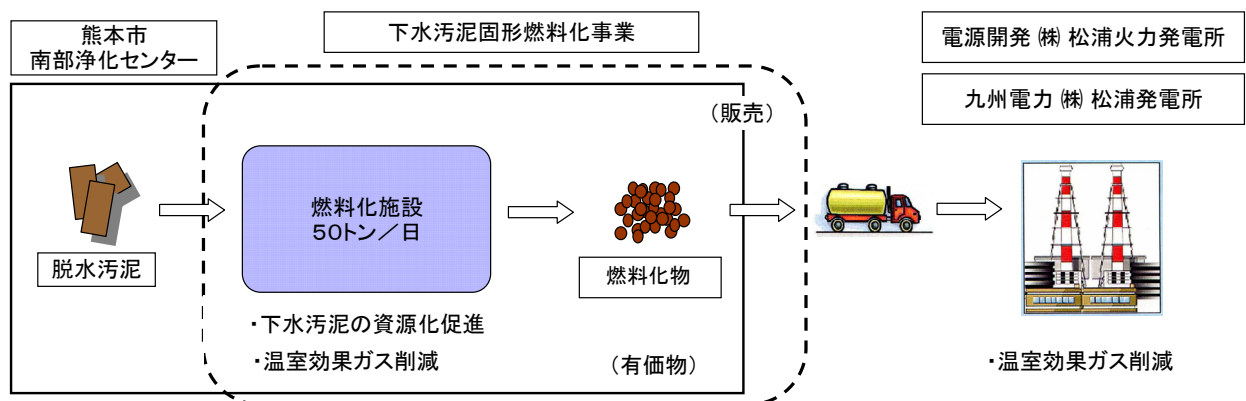 熊本市
南部浄化センター
下水汚泥固形燃料化事業
電源開発 ㈱ 松浦火力発電所
九州電力 ㈱ 松浦発電所
（販売）
燃料化施設
50トン／日
脱水汚泥
燃料化物
・下水汚泥の資源化促進
・温室効果ガス削減
（有価物）
・温室効果ガス削減